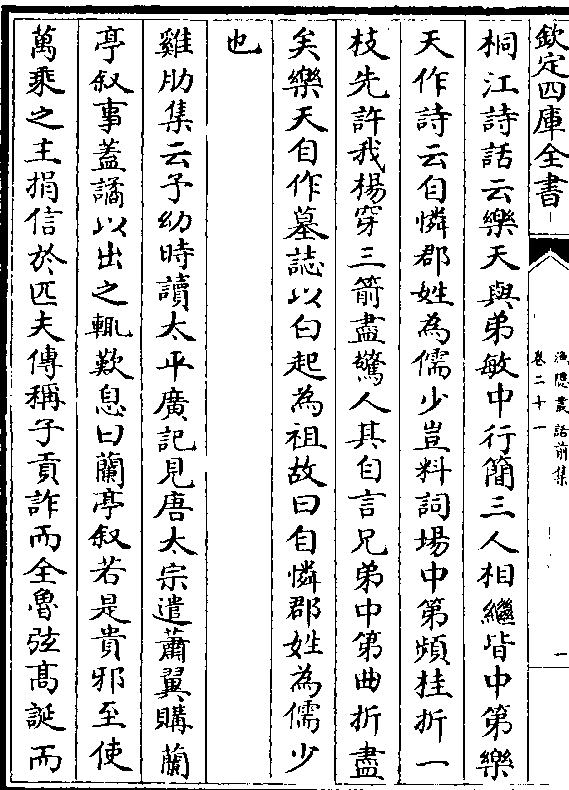 欽定四庫全書
漁隱叢話前集
卷二十一
一
桐江詩話云樂天與弟敏中行簡三人相繼皆中第樂
天作詩云自憐郡姓為儒少豈料詞場中第頻桂折一
枝先許我楊穿三箭盡驚人其自言兄弟中第曲折盡
矣樂天自作墓誌以白起為祖故曰自憐郡姓為儒少
也
雞肋集云予幼時讀太平廣記見唐太宗遣蕭翼購蘭
亭叙事蓋譎以出之輒歎息曰蘭亭叙若是貴邪至使
萬乘之主捐信於匹夫傳稱子貢詐而全魯弦髙誕而